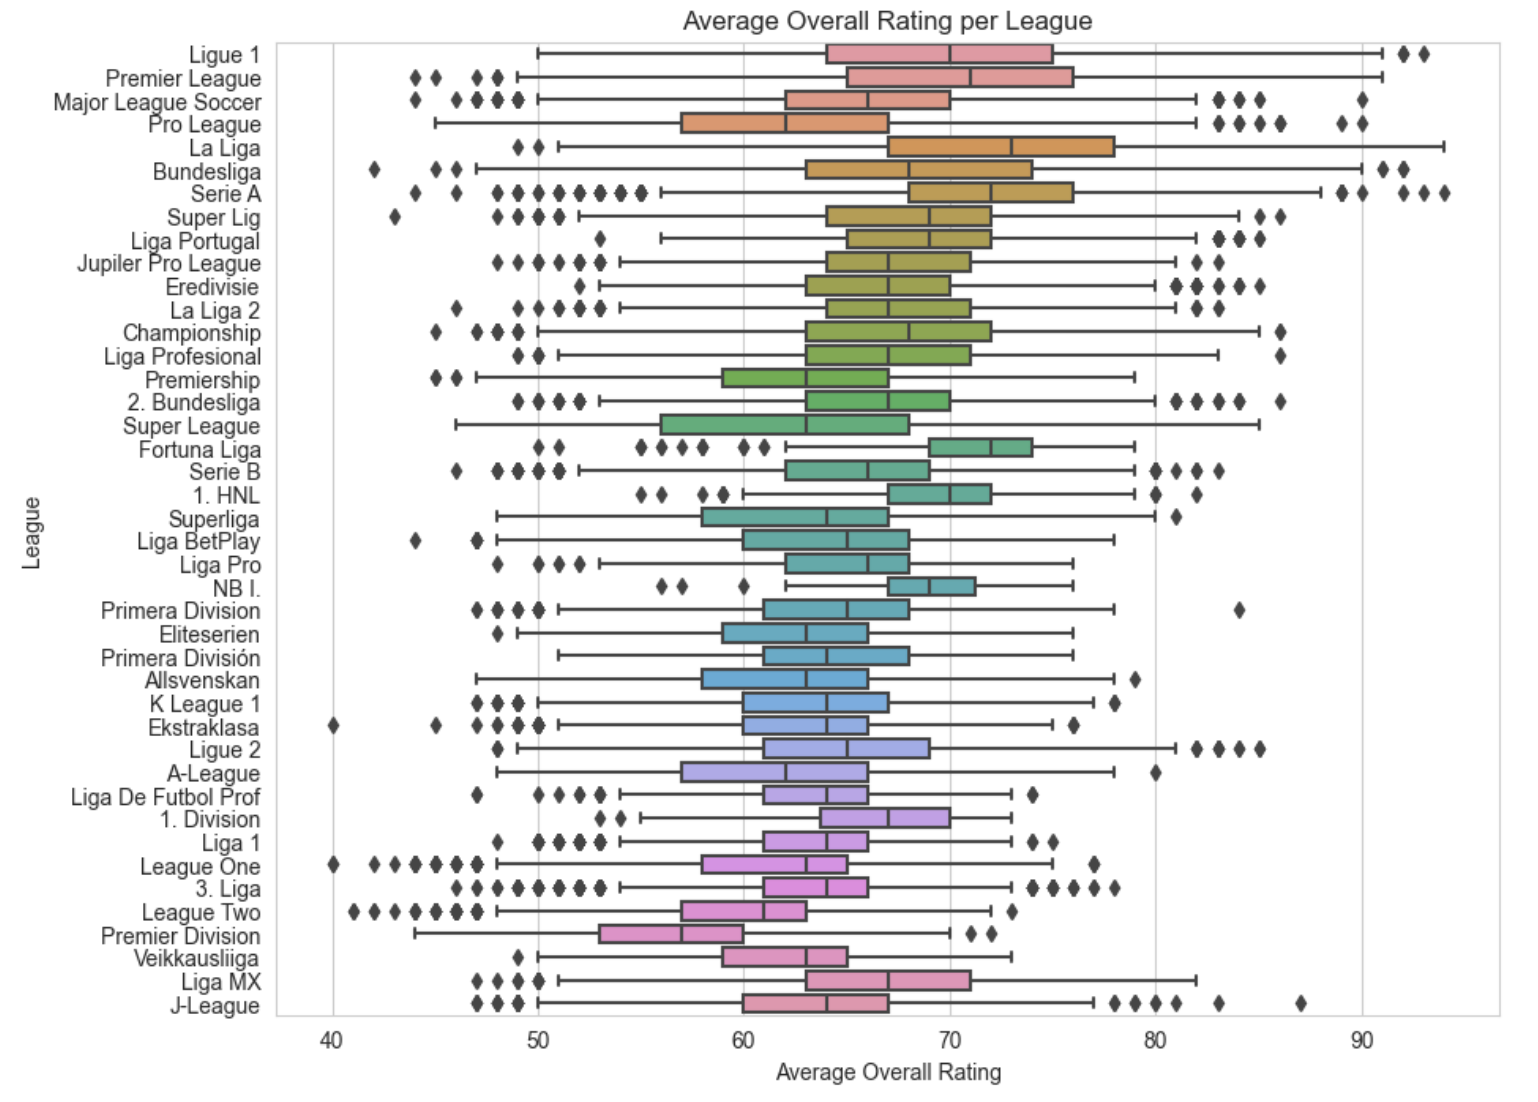 Average Overall Rating per League
Ligue 1
Premier League
Major League Soccer
Pro League
La Liga
Bundesliga
Serie A
Super Lig
Liga Portugal
Jupiler Pro League
Eredivisie
La Liga 2
Championship
Liga Profesional
Premiership
2. Bundesliga
Super League
Fortuna Liga
Serie B
1. HNL
Superliga
Liga BetPlay
Liga Pro
NB I.
Primera Division
Eliteserien
Primera División
Allsvenskan
K League 1
Ekstraklasa
Ligue 2
A-League
Liga De Futbol Prof
1. Division
Liga 1
League One
3. Liga
League Two
Premier Division
Veikkausliiga
Liga MX
J-League
League
40 50 60 70 80 90
Average Overall Rating